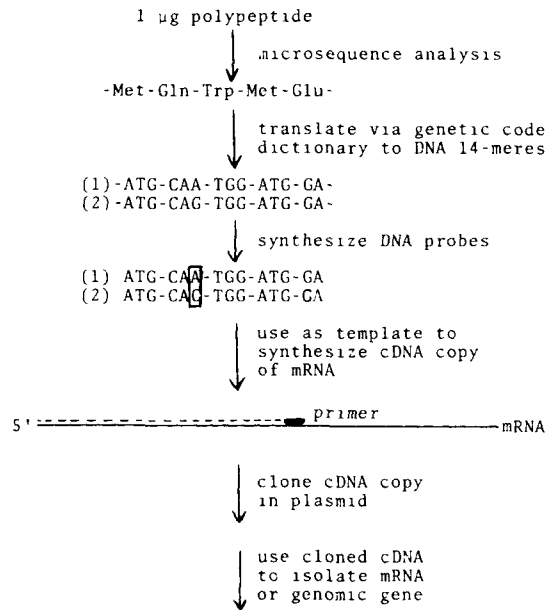 1 µg polypeptide
microsequence analysis
-Met-Gln-Trp-Met-Glu-
translate via genetic code
dictionary to DNA 14-meres
(1)-ATG-CAA-TGG-ATG-GA-
(2)-ATG-CAG-TGG-ATG-GA-
synthesize DNA probes
(1) ATG-CAA-TGG-ATG-GA
(2) ATG-CAG-TGG-ATG-GA
use as template to
synthesize cDNA copy
of mRNA
primer
5' mRNA
clone cDNA copy
in plasmid
use cloned cDNA
to isolate mRNA
or genomic gene